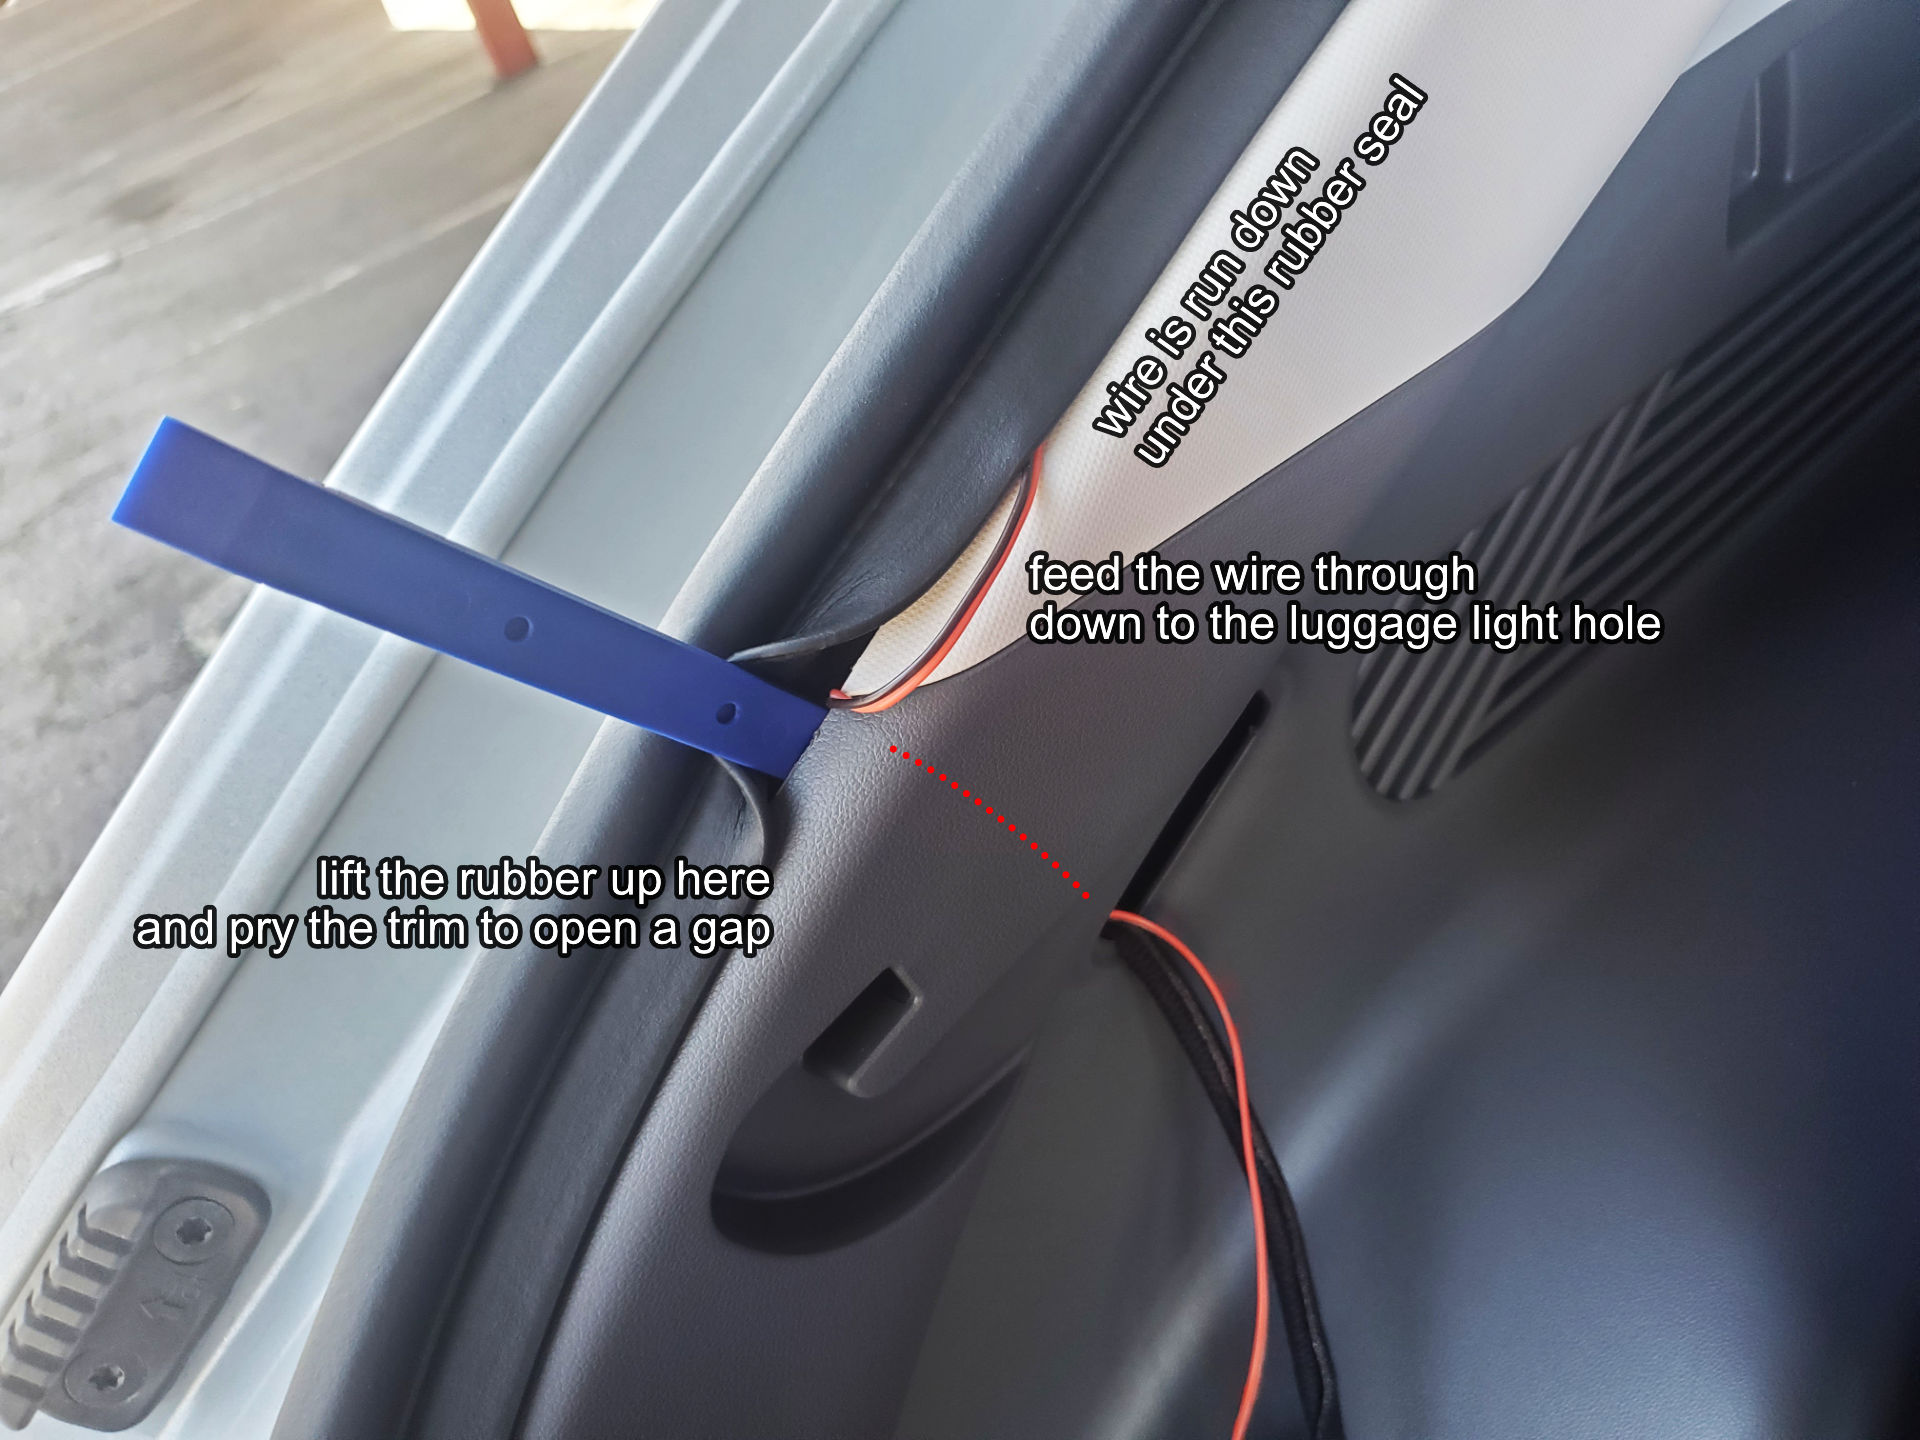 wire is run down
under this rubber seal
feed the wire through
down to the luggage light hole
lift the rubber up here
and pry the trim to open a gap